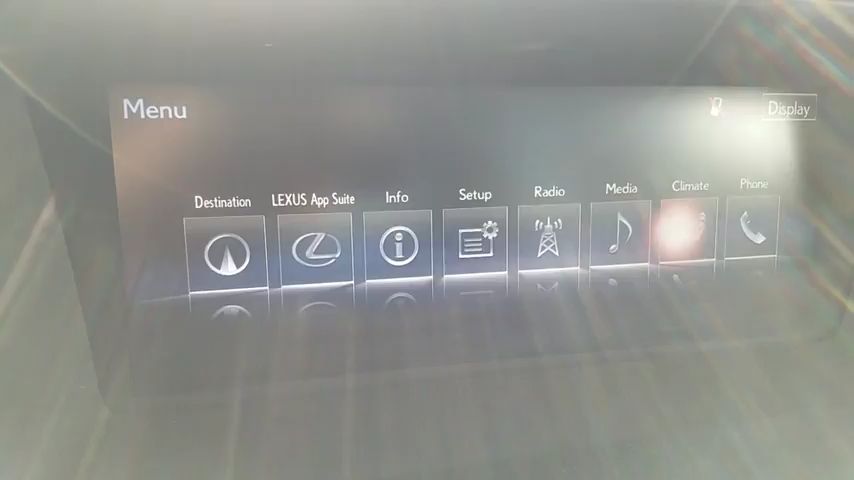 Menu
Display
Destination
LEXUS App Suite
Info
Setup
Radio
Media
Climate
Phone